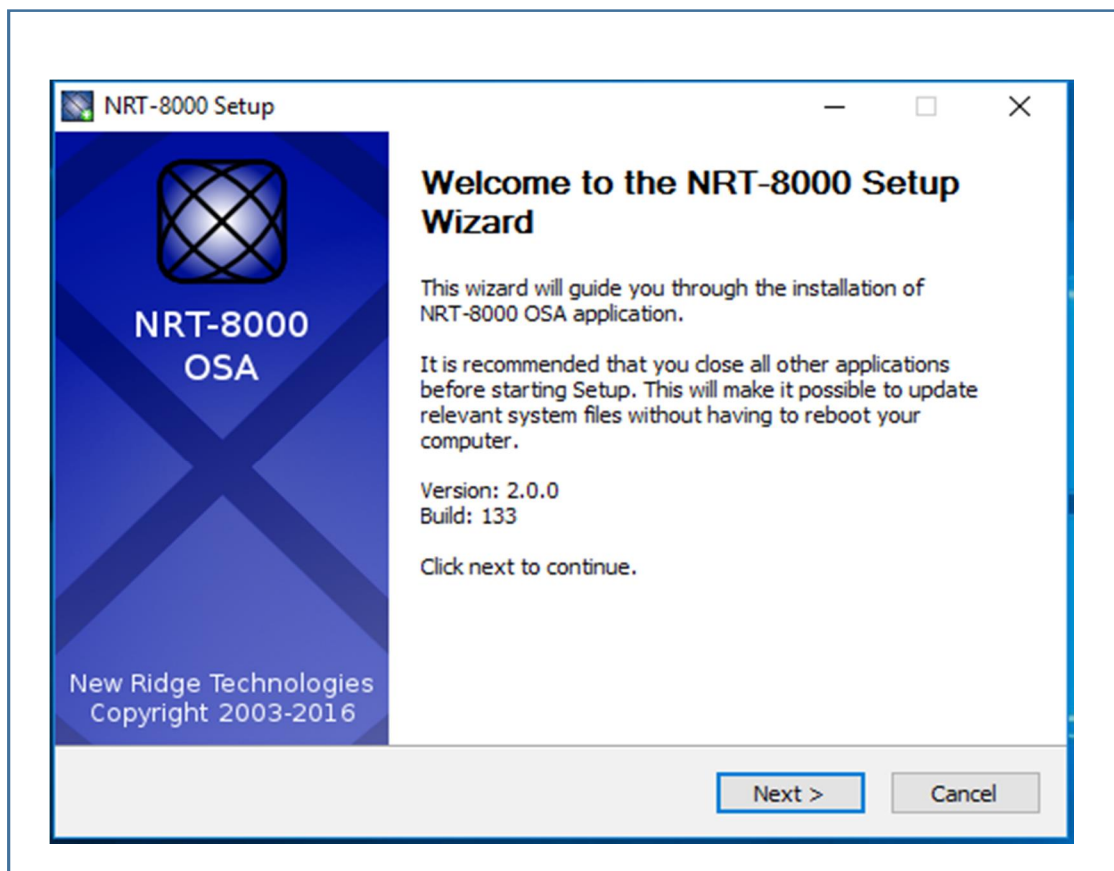 NRT-8000 Setup
NRT-8000
OSA
New Ridge Technologies
Copyright 2003-2016
Welcome to the NRT-8000 Setup
Wizard
This wizard will guide you through the installation of
NRT-8000 OSA application.
It is recommended that you close all other applications
before starting Setup. This will make it possible to update
relevant system files without having to reboot your
computer.
Version: 2.0.0
Build: 133
Click next to continue.
Next >
Cancel